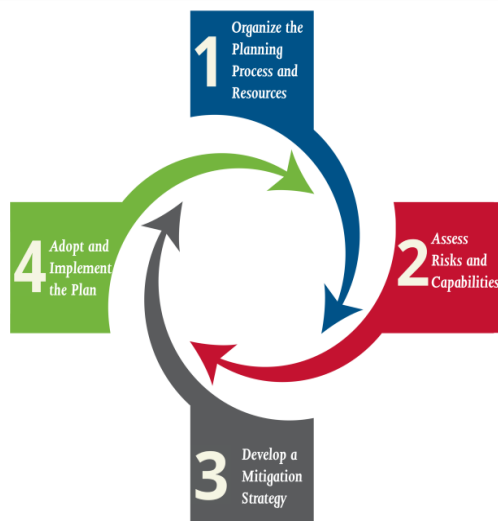 1
Organize the
Planning
Process and
Resources
2
Assess
Risks and
Capabilities
3
Develop a
Mitigation
Strategy
4
Adopt and
Implement
the Plan